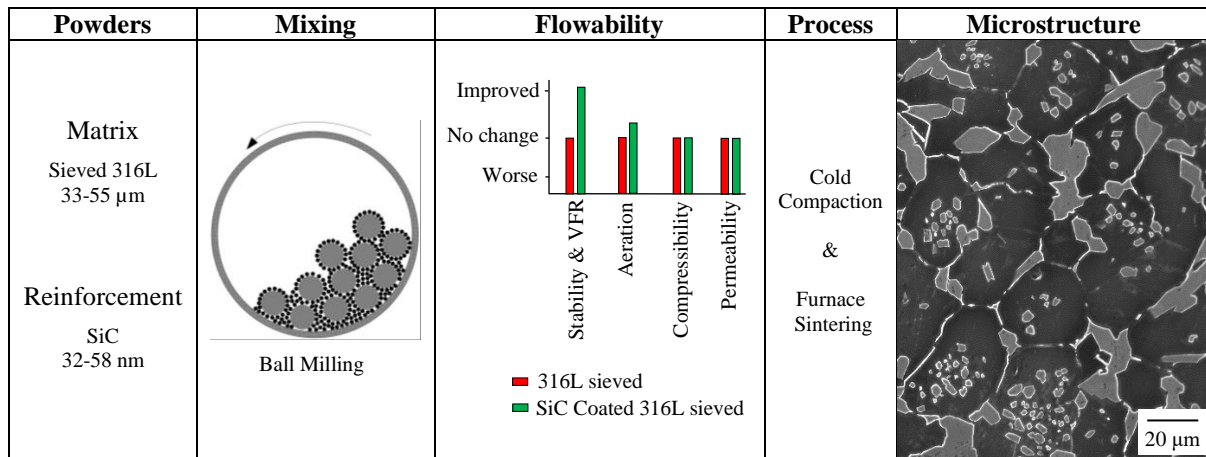 Powders
Mixing
Flowability
Process
Microstructure
Matrix
Sieved 316L
33-55 µm
Reinforcement
SiC
32-58 nm
Ball Milling
Improved
No change
Worse
Stability & VFR
Aeration
Compressibility
Permeability
316L sieved
SiC Coated 316L sieved
Cold
Compaction
&
Furnace
Sintering
20 µm